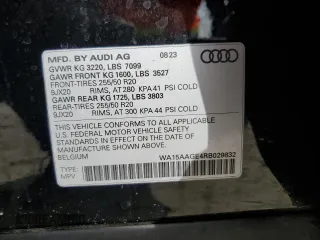 MFD. BY AUDI AG 08/23
GVWR KG 3220, LBS 7099
GAWR FRONT KG 1600, LBS 3527
FRONT-TIRES 255/50 R20
9JX20 RIMS, AT 280 KPA 41 PSI COLD
GAWR REAR KG 1725, LBS 3803
REAR-TIRES 255/50 R20
9JX20 RIMS, AT 300 KPA 44 PSI COLD
THIS VEHICLE CONFORMS TO ALL APPLICABLE
U.S. FEDERAL MOTOR VEHICLE SAFETY
STANDARDS IN EFFECT ON THE DATE OF
MANUFACTURE SHOWN ABOVE.
BELGIUM WA15AAGE4RB029832
TYPE:
MPV